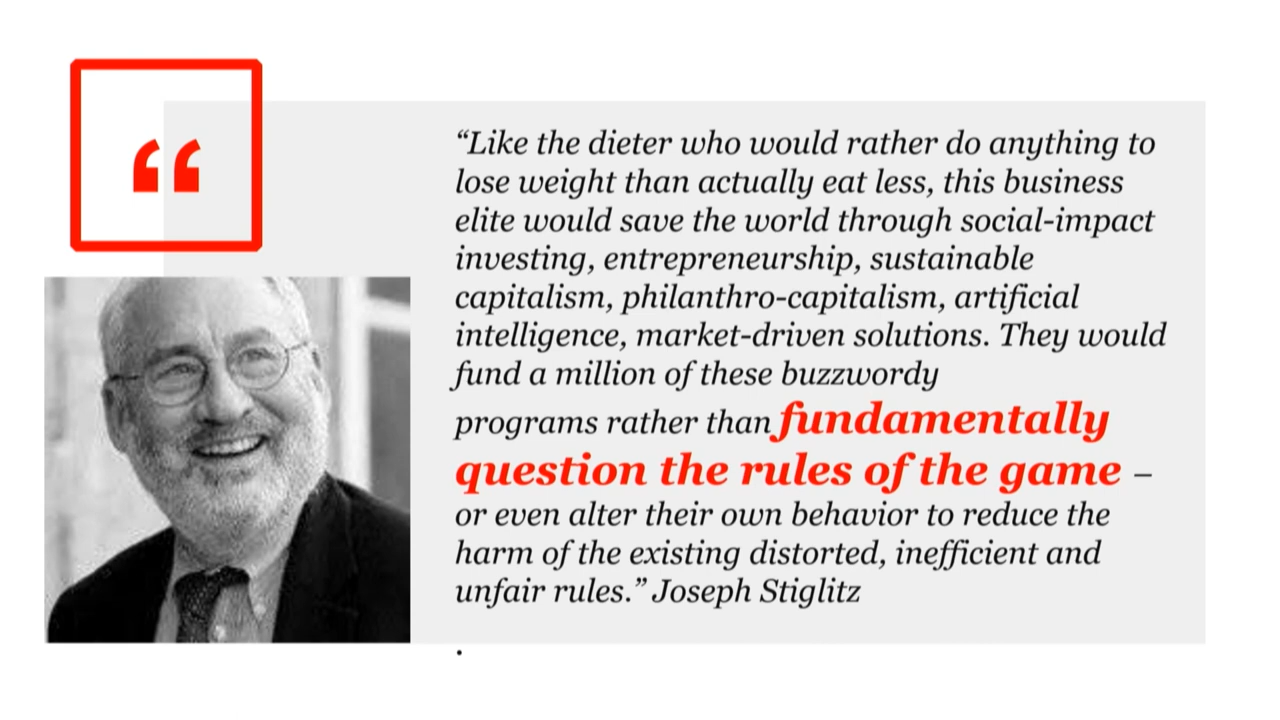 “
“Like the dieter who would rather do anything to
lose weight than actually eat less, this business
elite would save the world through social-impact
investing, entrepreneurship, sustainable
capitalism, philanthro-capitalism, artificial
intelligence, market-driven solutions. They would
fund a million of these buzzwordy
programs rather than fundamentally
question the rules of the game –
or even alter their own behavior to reduce the
harm of the existing distorted, inefficient and
unfair rules.” Joseph Stiglitz
.